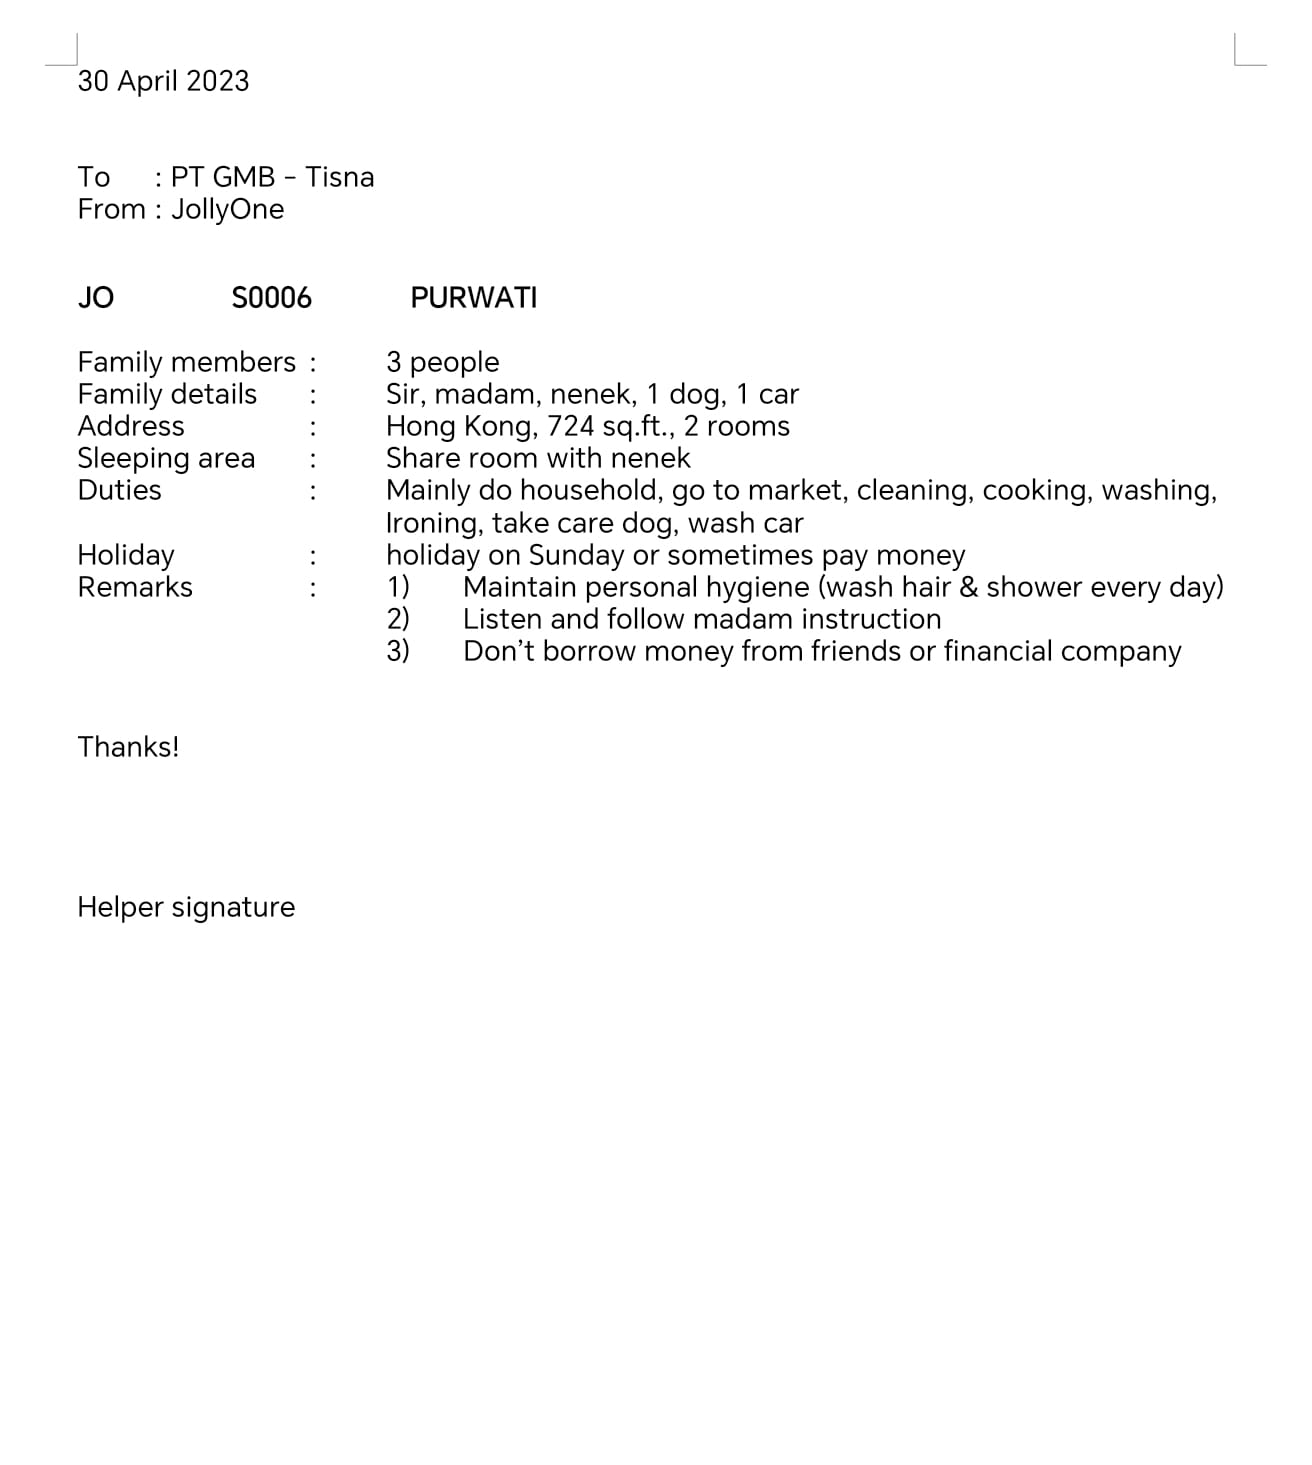 30 April 2023
To : PT GMB – Tisna
From : JollyOne
JO S0006 PURWATI
Family members : 3 people
Family details : Sir, madam, nenek, 1 dog, 1 car
Address : Hong Kong, 724 sq.ft., 2 rooms
Sleeping area : Share room with nenek
Duties : Mainly do household, go to market, cleaning, cooking, washing,
Ironing, take care dog, wash car
Holiday : holiday on Sunday or sometimes pay money
Remarks : 1) Maintain personal hygiene (wash hair & shower every day)
2) Listen and follow madam instruction
3) Don’t borrow money from friends or financial company
Thanks!
Helper signature